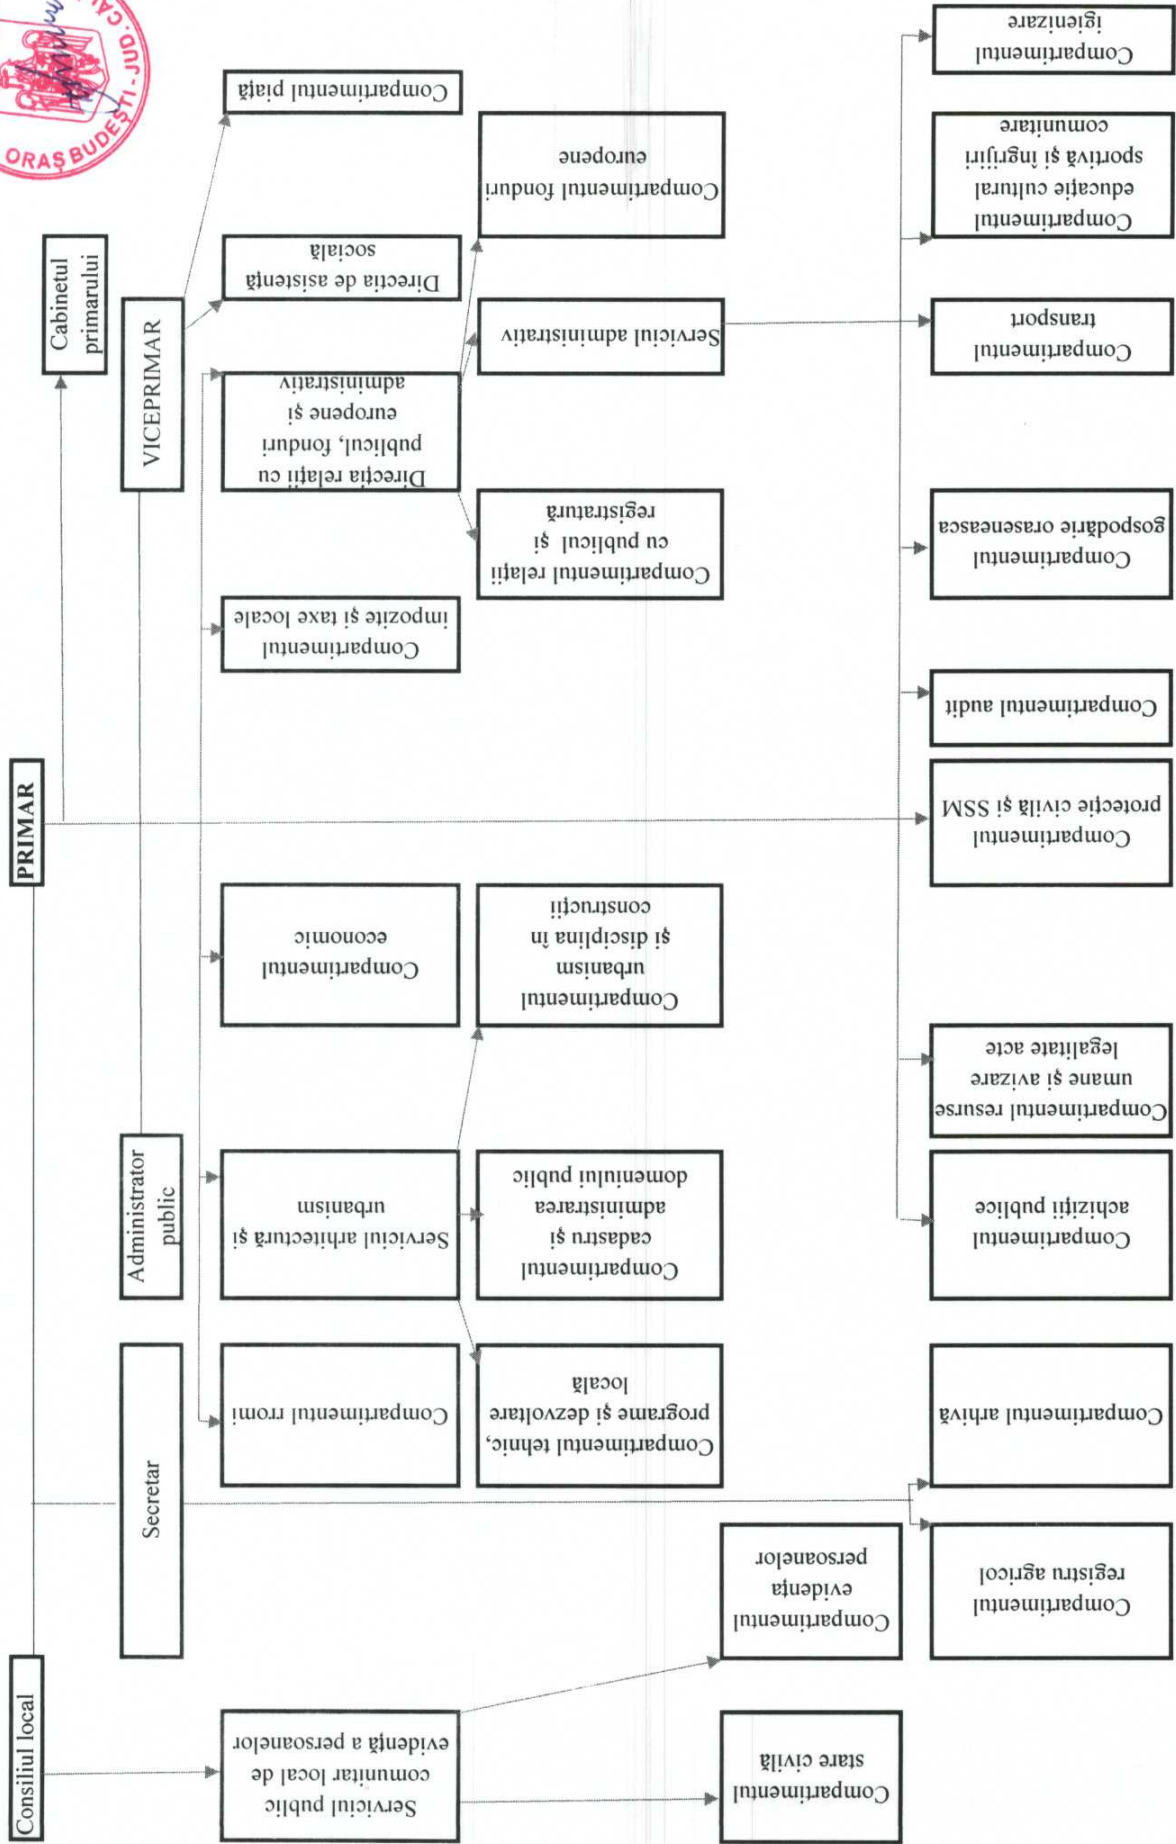 ORAȘ BUDEȘTI - JUD. CĂL
Consiliul local
PRIMAR
Cabinetul
primarului
Secretar
Administrator
public
VICEPRIMAR
Serviciul public
comunitar local de
evidență a persoanelor
Compartimentul rromi
Serviciul arhitectură și
urbanism
Compartimentul
economic
Compartimentul
impozite și taxe locale
Direcția relații cu
publicul, fonduri
europene și
administrativ
Direcția de asistență
socială
Compartimentul piață
Compartimentul tehnic,
programe și dezvoltare
locală
Compartimentul
cadastru și
administrarea
domeniului public
Compartimentul
urbanism
și disciplina în
construcții
Compartimentul relații
cu publicul și
registratură
Serviciul administrativ
Compartimentul fonduri
europene
Compartimentul
stare civilă
Compartimentul
evidența
persoanelor
Compartimentul
registru agricol
Compartimentul arhivă
Compartimentul
achiziții publice
Compartimentul resurse
umane și avizare
legalitate acte
Compartimentul
protecție civilă și SSM
Compartimentul audit
Compartimentul
gospodărie oraseneasca
Compartimentul
transport
Compartimentul
educație cultural
sportivă și îngrijiri
comunitare
Compartimentul
igienizare